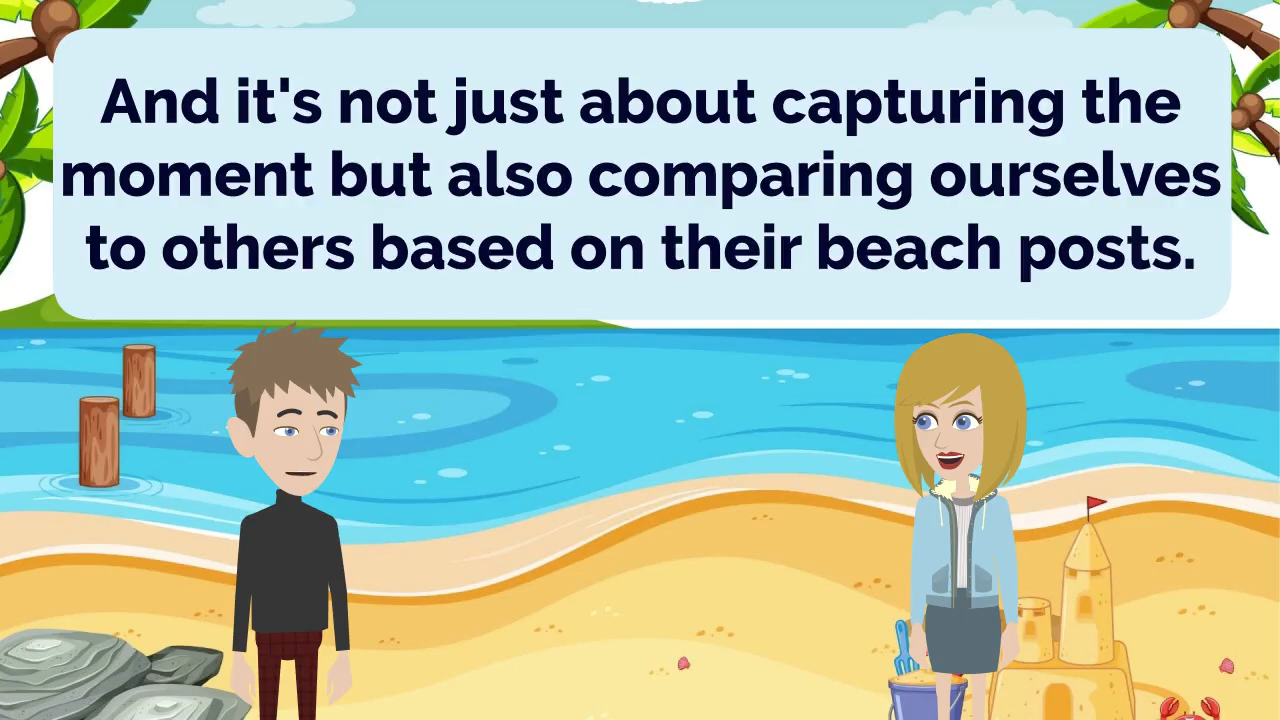 And it's not just about capturing the
moment but also comparing ourselves
to others based on their beach posts.